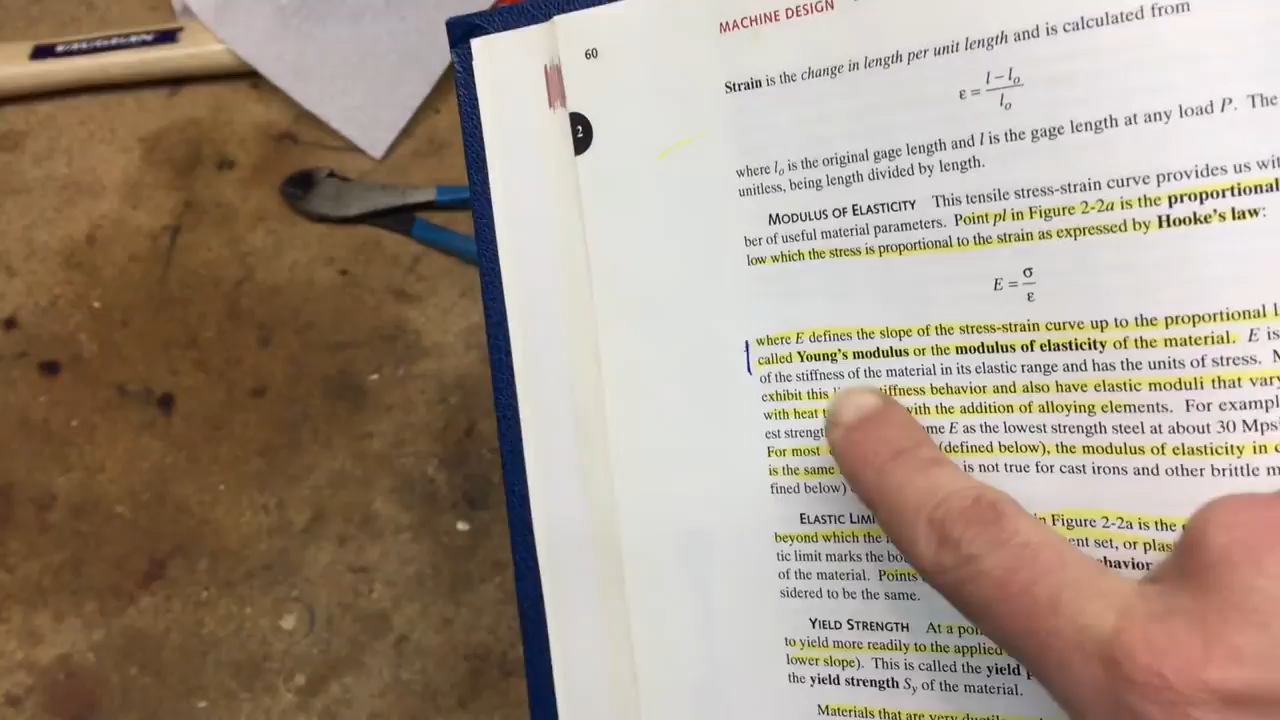 VAUGHAN
60
MACHINE DESIGN
2
Strain is the change in length per unit length and is calculated from
ε = l – lo / lo
where lo is the original gage length and l is the gage length at any load P. The
unitless, being length divided by length.
MODULUS OF ELASTICITY This tensile stress-strain curve provides us wit
ber of useful material parameters. Point pl in Figure 2-2a is the proportional
low which the stress is proportional to the strain as expressed by Hooke's law:
E = σ / ε
where E defines the slope of the stress-strain curve up to the proportional l
called Young's modulus or the modulus of elasticity of the material. E is
of the stiffness of the material in its elastic range and has the units of stress. M
exhibit this iffness behavior and also have elastic moduli that vary
with heat with the addition of alloying elements. For exampl
est strengt me E as the lowest strength steel at about 30 Mpsi
For most (defined below), the modulus of elasticity in c
is the same is not true for cast irons and other brittle m
fined below)
ELASTIC LIMI in Figure 2-2a is the
beyond which the ent set, or plas
tic limit marks the bo havior
of the material. Points
sidered to be the same.
YIELD STRENGTH At a poi
to yield more readily to the applied
lower slope). This is called the yield p
the yield strength Sy of the material.
Materials that are very ductile